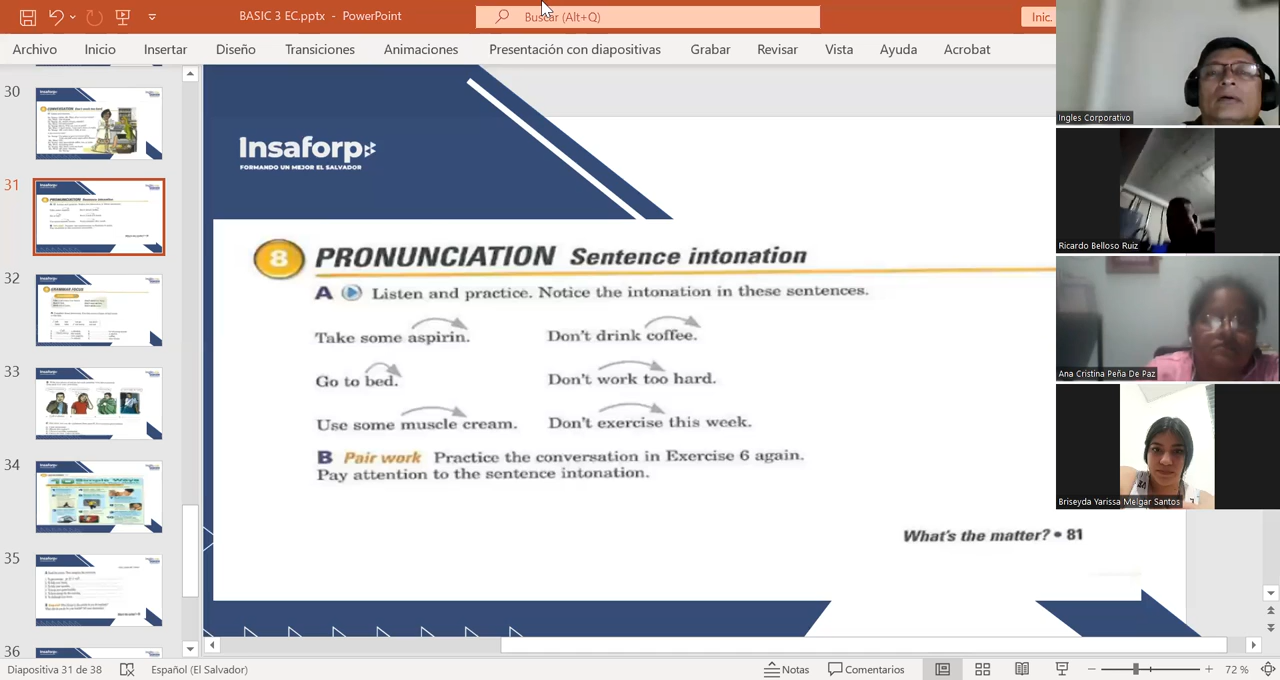 BASIC 3 EC.pptx - PowerPoint
Buscar (Alt+Q)
Inic.
Archivo Inicio Insertar Diseño Transiciones Animaciones Presentación con diapositivas Grabar Revisar Vista Ayuda Acrobat
30
31
32
33
34
35
36
Insaforp
FORMANDO UN MEJOR EL SALVADOR
8 PRONUNCIATION Sentence intonation
A Listen and practice. Notice the intonation in these sentences.
Take some aspirin. Don't drink coffee.
Go to bed. Don't work too hard.
Use some muscle cream. Don't exercise this week.
B Pair work Practice the conversation in Exercise 6 again.
Pay attention to the sentence intonation.
What's the matter? • 81
Ingles Corporativo
Ricardo Belloso Ruiz
Ana Cristina Peña De Paz
Briseyda Yarissa Melgar Santos
Diapositiva 31 de 38 Español (El Salvador) Notas Comentarios 72 %